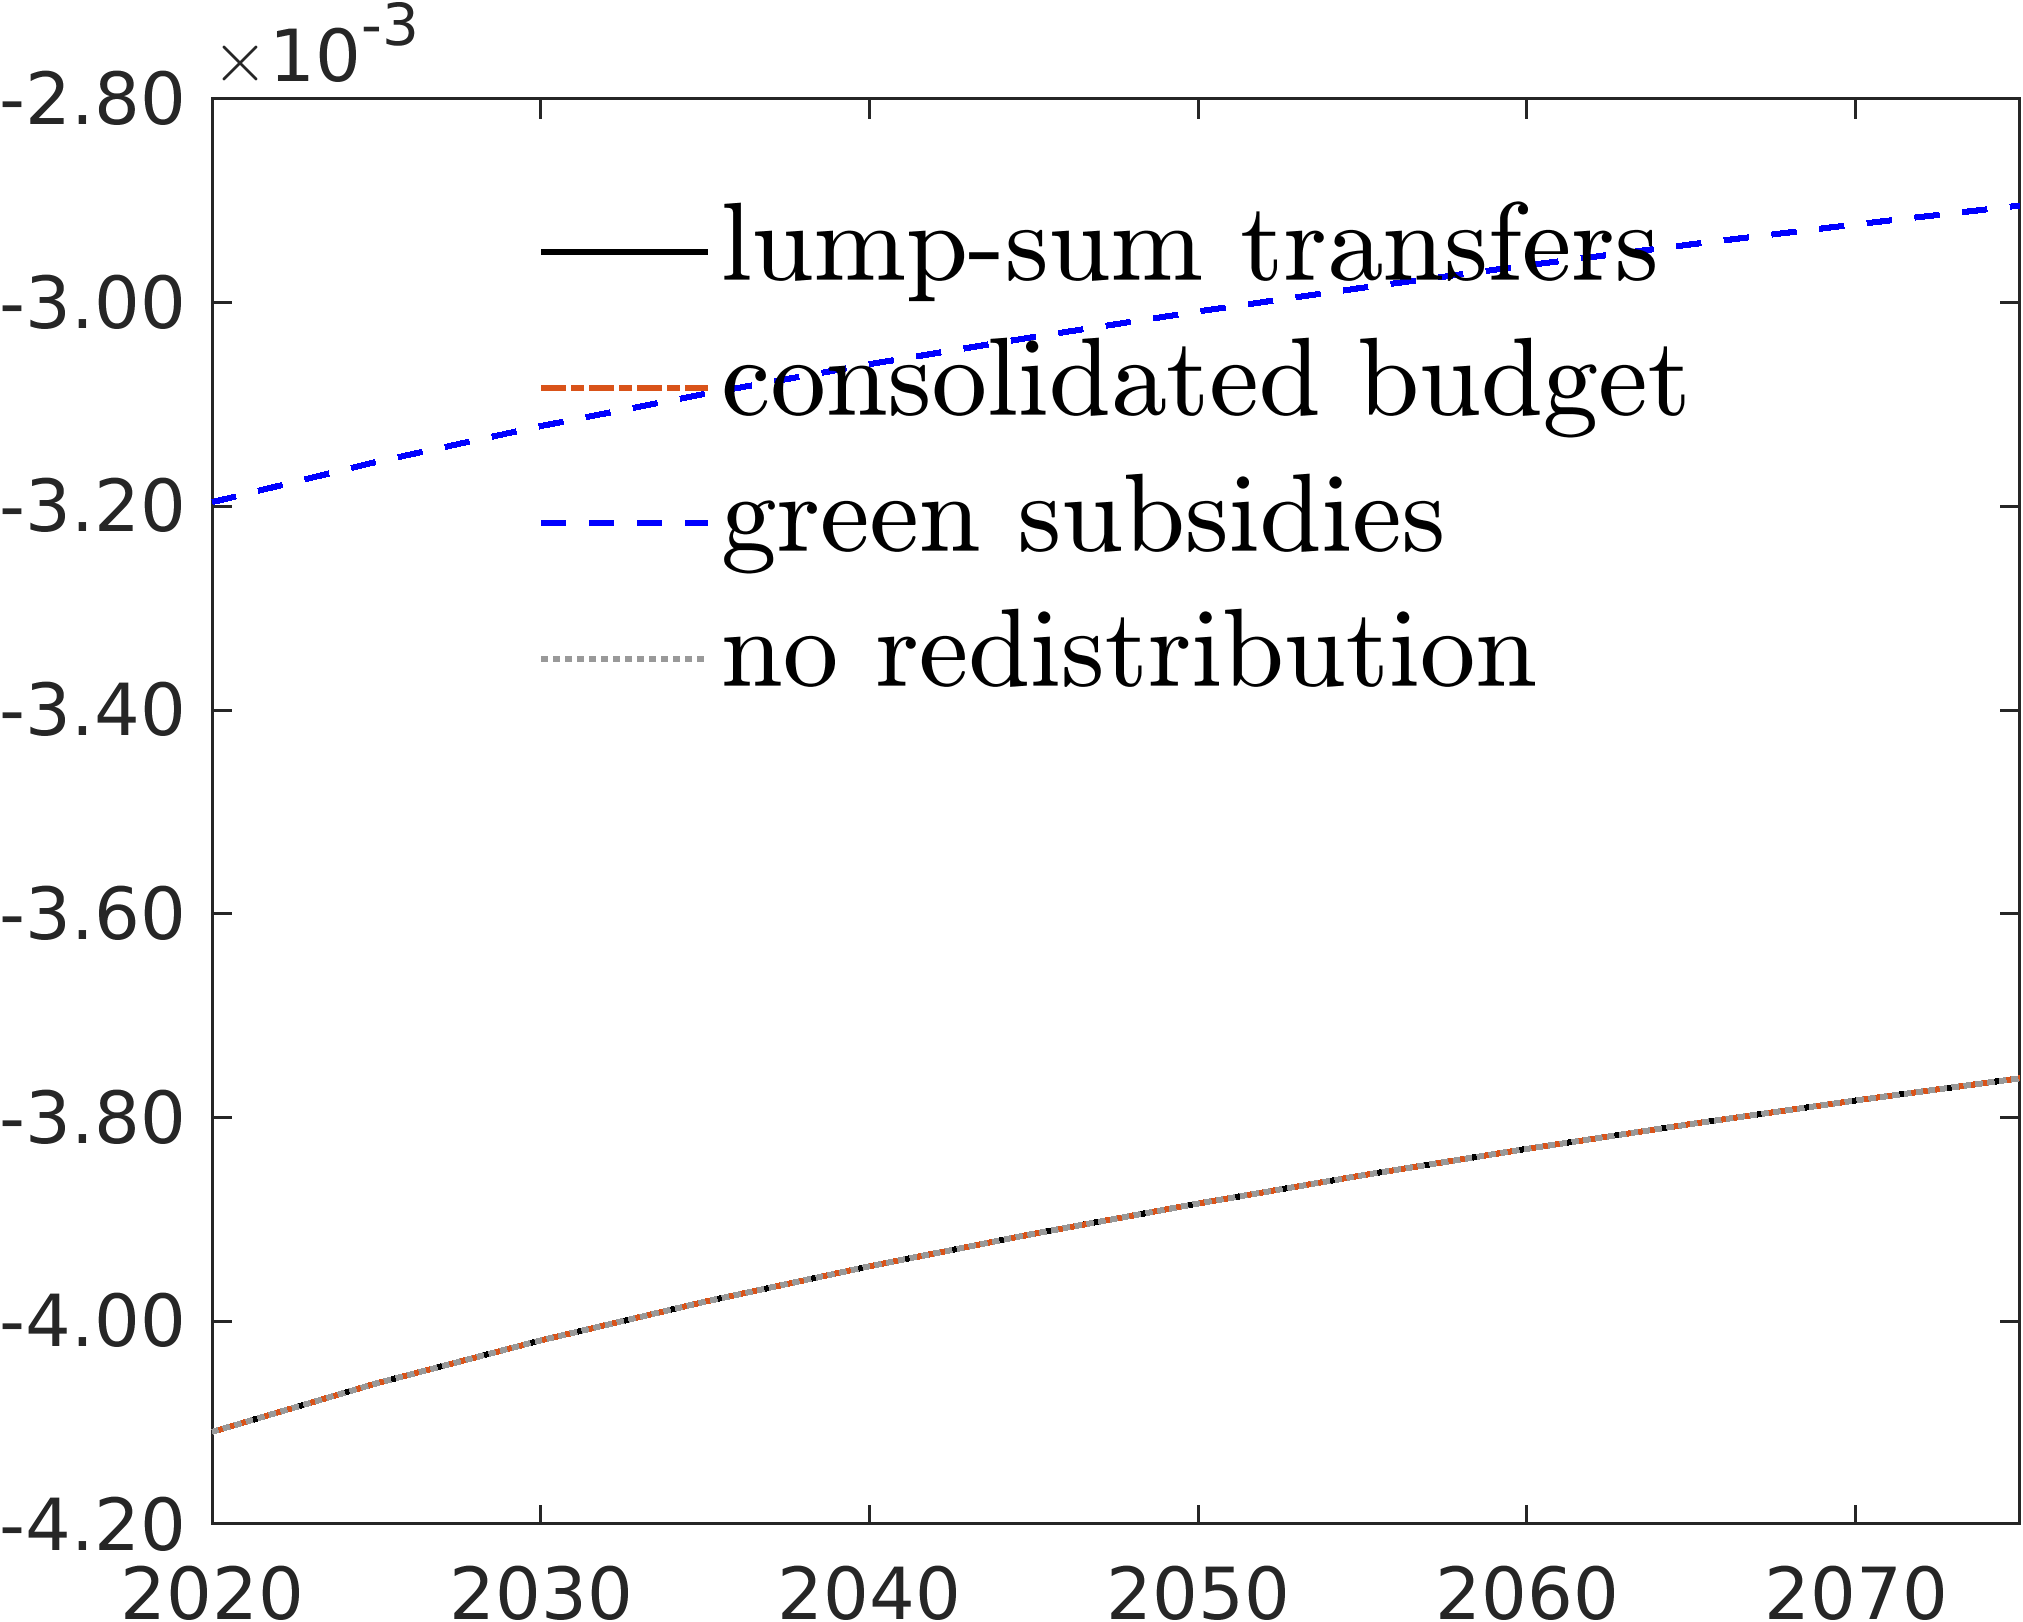 ×10-3
-2.80
-3.00
-3.20
-3.40
-3.60
-3.80
-4.00
-4.20
lump-sum transfers
consolidated budget
green subsidies
no redistribution
2020 2030 2040 2050 2060 2070